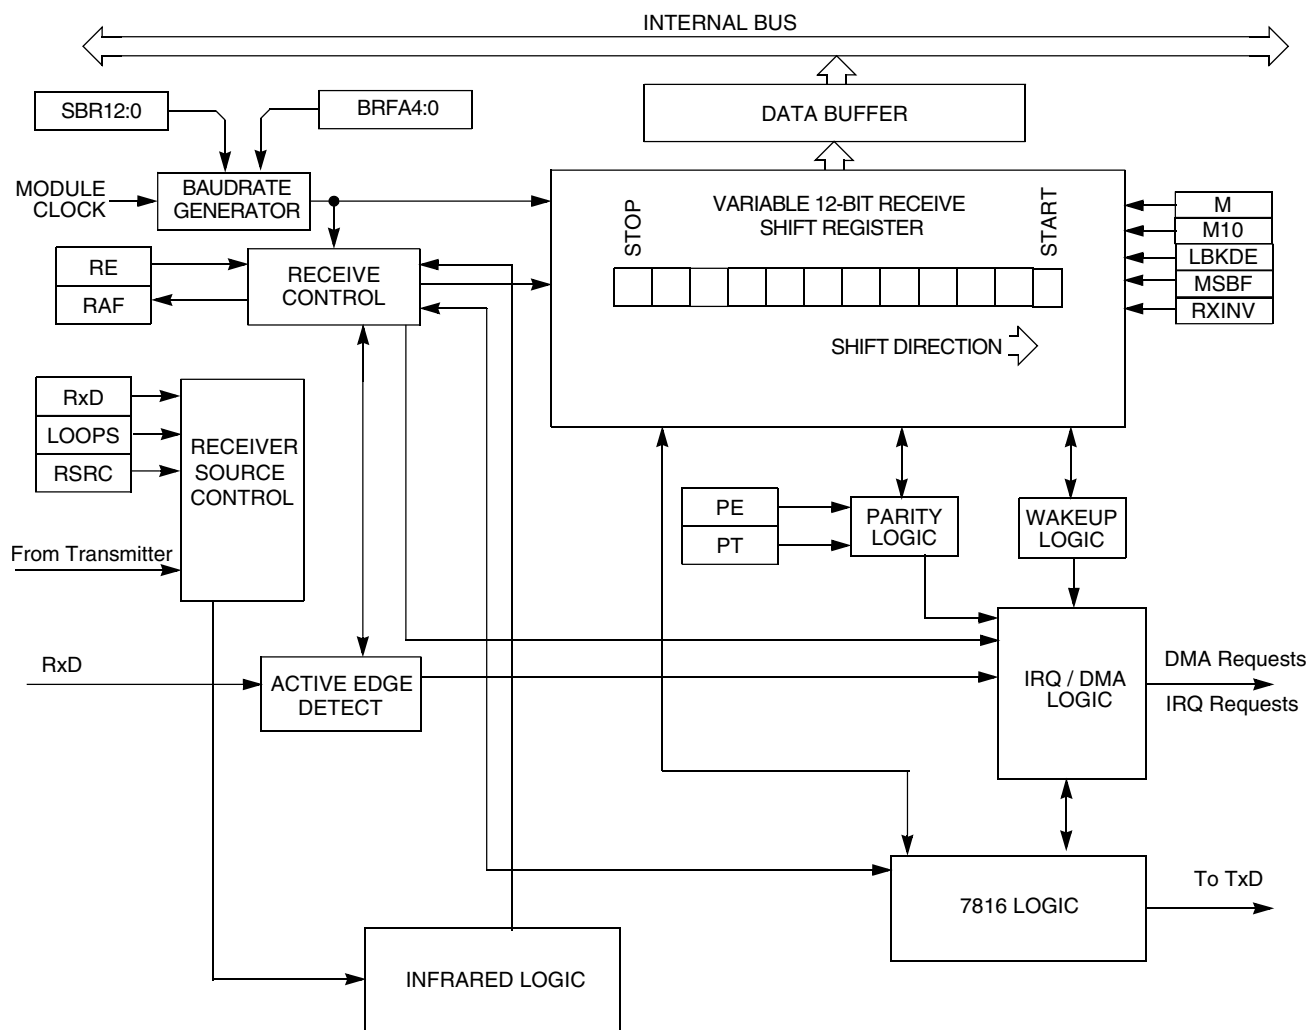 INTERNAL BUS
SBR12:0
BRFA4:0
DATA BUFFER
MODULE
CLOCK
BAUDRATE
GENERATOR
VARIABLE 12-BIT RECEIVE
SHIFT REGISTER
STOP
START
M
M10
LBKDE
MSBF
RXINV
RE
RAF
RECEIVE
CONTROL
SHIFT DIRECTION
RxD
LOOPS
RSRC
RECEIVER
SOURCE
CONTROL
From Transmitter
PE
PT
PARITY
LOGIC
WAKEUP
LOGIC
RxD
ACTIVE EDGE
DETECT
IRQ / DMA
LOGIC
DMA Requests
IRQ Requests
7816 LOGIC
To TxD
INFRARED LOGIC